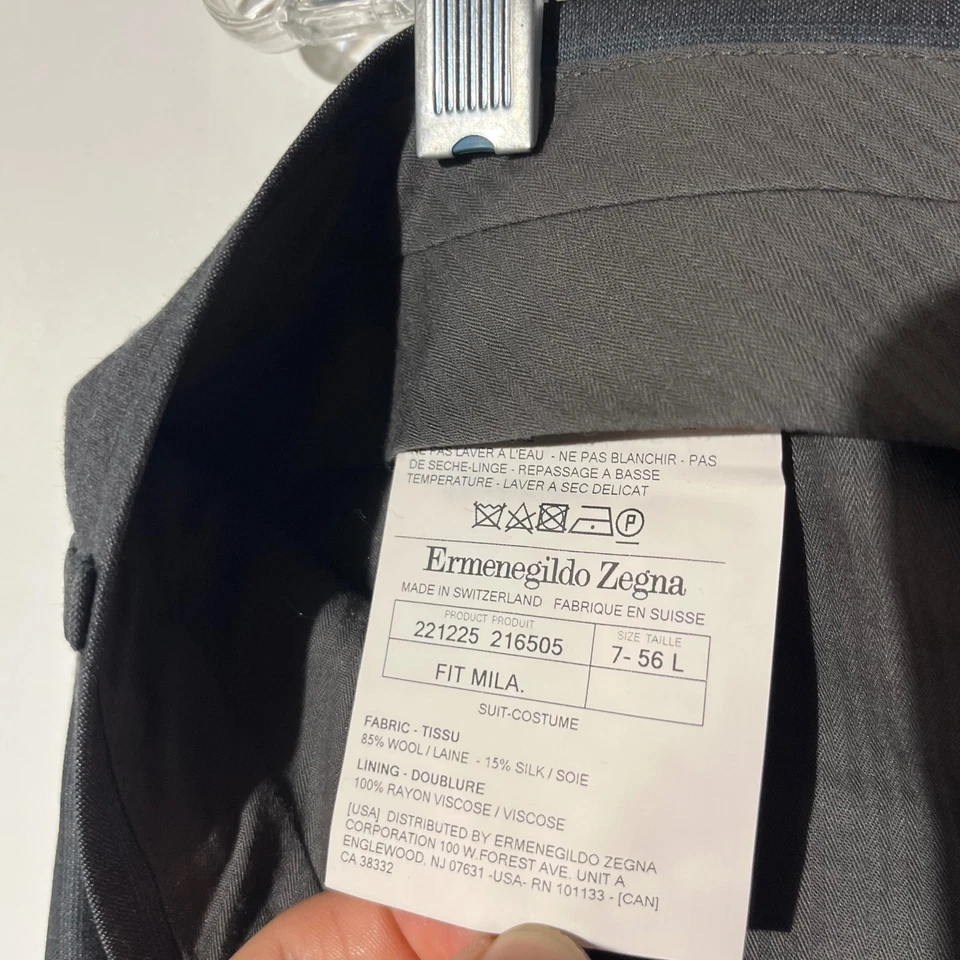 NE PAS LAVER A L'EAU - NE PAS BLANCHIR - PAS
DE SECHE-LINGE - REPASSAGE A BASSE
TEMPERATURE - LAVER A SEC DELICAT
P
Ermenegildo Zegna
MADE IN SWITZERLAND FABRIQUE EN SUISSE
PRODUCT PRODUIT
221225 216505
SIZE TAILLE
7- 56 L
FIT MILA.
SUIT-COSTUME
FABRIC - TISSU
85% WOOL / LAINE - 15% SILK / SOIE
LINING - DOUBLURE
100% RAYON VISCOSE / VISCOSE
[USA] DISTRIBUTED BY ERMENEGILDO ZEGNA
CORPORATION 100 W.FOREST AVE. UNIT A
ENGLEWOOD, NJ 07631 -USA- RN 101133 - [CAN]
CA 38332